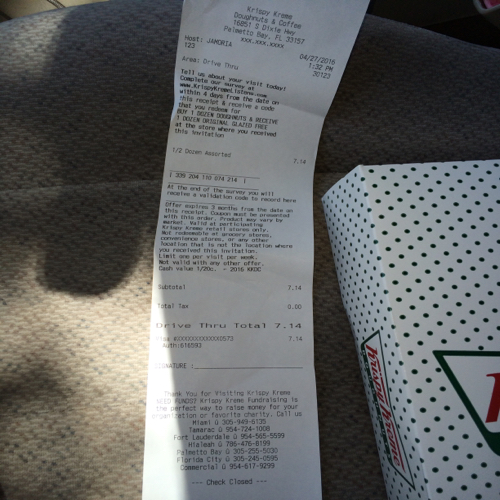 Krispy Kreme
Doughnuts & Coffee
16851 S Dixie Hwy
Palmetto Bay, FL 33157
xxx.xxx.xxxx
Host: JAMORIA
04/27/2016
123
1:32 PM
30123
Area: Drive Thru
Tell us about your visit today!
Complete our survey at
www.KrispyKremeListens.com
within 4 days from the date on
this receipt & receive a code
that you redeem for
BUY 1 DOZEN DOUGHNUTS & RECEIVE
1 DOZEN ORIGINAL GLAZED FREE
at the store where you received
this invitation
1/2 Dozen Assorted 7.14
[ 335 204 110 074 214 ]
At the end of the survey you will
receive a validation code to record here
Offer expires 3 months from the date on
this receipt. Coupon must be presented
with this order. Product may vary by
market. Valid at participating
Krispy Kreme retail stores only.
Not redeemable at grocery stores,
convenience stores, or any other
location that is not the location where
you received this invitation.
Limit one per visit per week.
Not valid with any other offer.
Cash value 1/20c. - 2016 KKDC
Subtotal 7.14
Total Tax 0.00
Drive Thru Total 7.14
Visa #XXXXXXXXXXXX0573 7.14
Auth:616593
SIGNATURE:
Thank You for Visiting Krispy Kreme
NEED FUNDS? Krispy Kreme Fundraising is
the perfect way to raise money for your
organization or favorite charity. Call us
Miami @ 305-949-6135
Tamarac @ 954-724-1008
Fort Lauderdale @ 954-565-5599
Hialeah @ 786-476-8199
Palmetto Bay @ 305-255-5030
Florida City @ 305-245-0595
Commercial @ 954-617-9299
--- Check Closed ---
Krispy Kreme